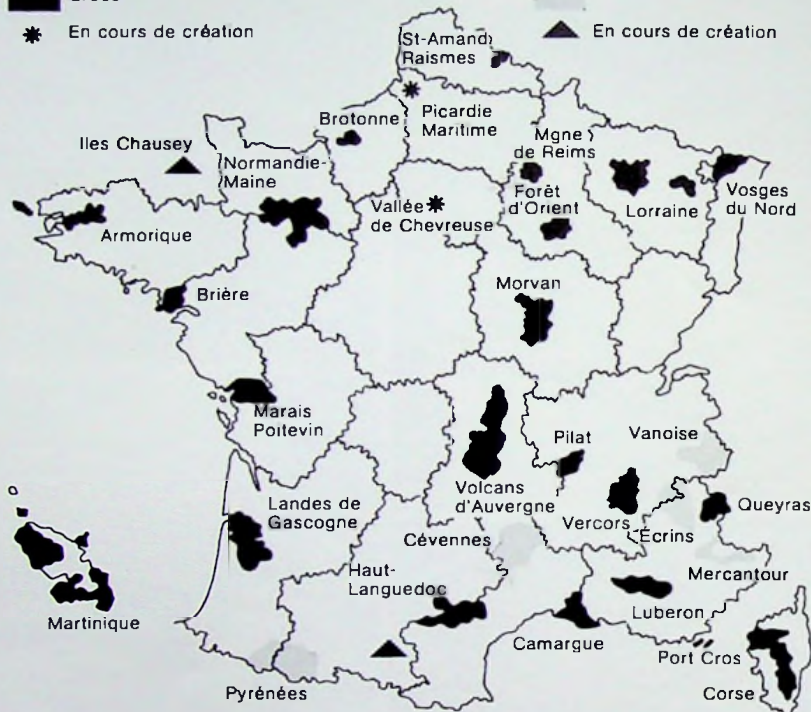 En cours de création
En cours de création
St-Amand
Raismes
Picardie
Maritime
Brotonne
Iles Chausey
Normandie-
Maine
Mgne
de Reims
Forêt
d'Orient
Lorraine
Vosges
du Nord
Vallée
de Chevreuse
Armorique
Brière
Morvan
Marais
Poitevin
Pilat
Vanoise
Volcans
d'Auvergne
Vercors
Queyras
Écrins
Landes de
Gascogne
Cévennes
Haut-
Languedoc
Mercantour
Luberon
Martinique
Camargue
Port Cros
Pyrénées
Corse